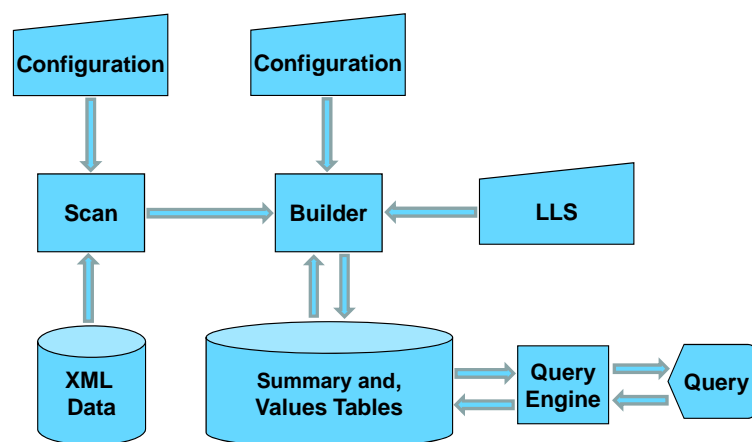 Configuration
Configuration
Scan
Builder
LLS
XML
Data
Summary and,
Values Tables
Query
Engine
Query